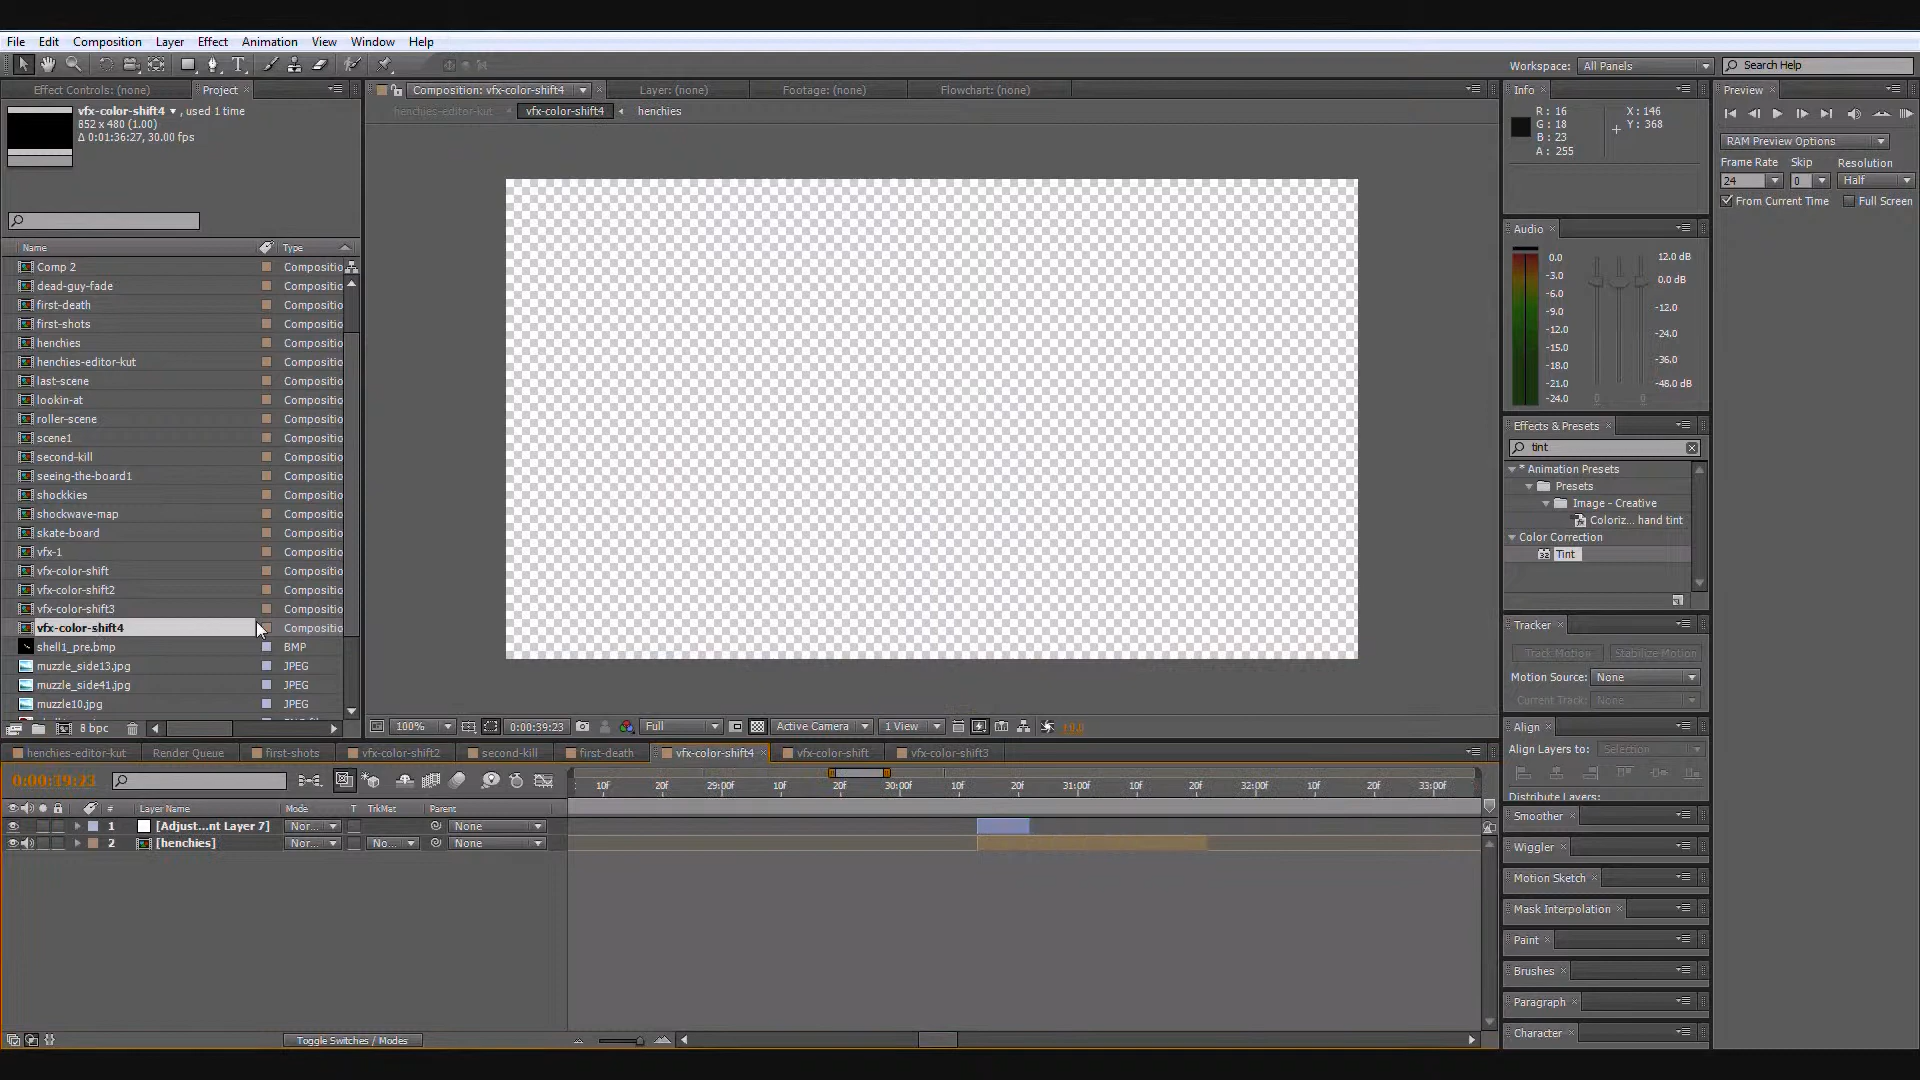 File Edit Composition Layer Effect Animation View Window Help
Workspace: All Panels Search Help
Effect Controls: (none) Project
vfx-color-shift4 , used 1 time
852 x 480 (1.00)
Δ 0:01:36:27, 30.00 fps
Name Type
Comp 2 Compositio
dead-guy-fade Compositio
first-death Compositio
first-shots Compositio
henchies Compositio
henchies-editor-kut Compositio
last-scene Compositio
lookin-at Compositio
roller-scene Compositio
scene1 Compositio
second-kill Compositio
seeing-the-board1 Compositio
shockkies Compositio
shockwave-map Compositio
skate-board Compositio
vfx-1 Compositio
vfx-color-shift Compositio
vfx-color-shift2 Compositio
vfx-color-shift3 Compositio
vfx-color-shift4 Compositio
shell1_pre.bmp BMP
muzzle_side13.jpg JPEG
muzzle_side41.jpg JPEG
muzzle10.jpg JPEG
8 bpc
Composition: vfx-color-shift4 Layer: (none) Footage: (none) Flowchart: (none)
henchies-editor-kut vfx-color-shift4 henchies
100% 0:00:39:23 Full Active Camera 1 View +0.0
Info
R: 16 X: 146
G: 18 Y: 368
B: 23
A: 255
Audio
0.0 12.0 dB
-3.0 0.0 dB
-6.0
-9.0 -12.0
-12.0 -24.0
-15.0
-18.0 -36.0
-21.0
-24.0 -48.0 dB
0 0
Effects & Presets
tint
* Animation Presets
Presets
Image - Creative
Coloriz... hand tint
Color Correction
32 Tint
Tracker
Track Motion Stabilize Motion
Motion Source: None
Current Track: None
Align
Align Layers to: Selection
Distribute Layers:
Smoother
Wiggler
Motion Sketch
Mask Interpolation
Paint
Brushes
Paragraph
Character
Preview
RAM Preview Options
Frame Rate Skip Resolution
24 0 Half
From Current Time Full Screen
henchies-editor-kut Render Queue first-shots vfx-color-shift2 second-kill first-death vfx-color-shift4 vfx-color-shift vfx-color-shift3
0:00:39:23
10f 20f 29:00f 10f 20f 30:00f 10f 20f 31:00f 10f 20f 32:00f 10f 20f 33:00f
# Layer Name Mode T TrkMat Parent
1 [Adjust...nt Layer 7] Nor... None
2 [henchies] Nor... No... None
Toggle Switches / Modes